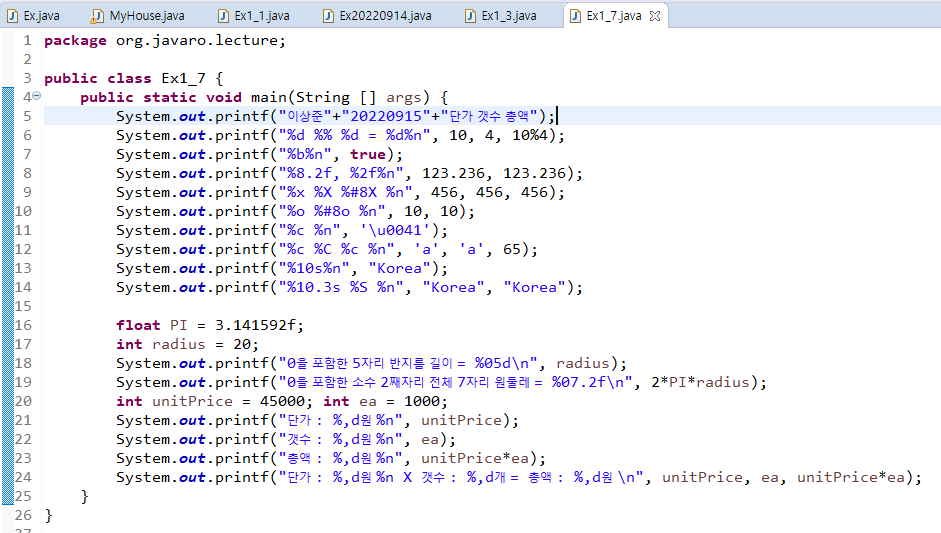 Ex.java MyHouse.java Ex1_1.java Ex20220914.java Ex1_3.java Ex1_7.java
1 package org.javaro.lecture;
2
3 public class Ex1_7 {
4 public static void main(String [] args) {
5 System.out.printf("이상준"+"20220915"+"단가 갯수 총액");
6 System.out.printf("%d %% %d = %d%n", 10, 4, 10%4);
7 System.out.printf("%b%n", true);
8 System.out.printf("%8.2f, %2f%n", 123.236, 123.236);
9 System.out.printf("%x %X %#8X %n", 456, 456, 456);
10 System.out.printf("%o %#8o %n", 10, 10);
11 System.out.printf("%c %n", '\u0041');
12 System.out.printf("%c %C %c %n", 'a', 'a', 65);
13 System.out.printf("%10s%n", "Korea");
14 System.out.printf("%10.3s %S %n", "Korea", "Korea");
15
16 float PI = 3.141592f;
17 int radius = 20;
18 System.out.printf("0을 포함한 5자리 반지름 길이 = %05d\n", radius);
19 System.out.printf("0을 포함한 소수 2째자리 전체 7자리 원둘레 = %07.2f\n", 2*PI*radius);
20 int unitPrice = 45000; int ea = 1000;
21 System.out.printf("단가 : %,d원 %n", unitPrice);
22 System.out.printf("갯수 : %,d원 %n", ea);
23 System.out.printf("총액 : %,d원 %n", unitPrice*ea);
24 System.out.printf("단가 : %,d원 %n X 갯수 : %,d개 = 총액 : %,d원 \n", unitPrice, ea, unitPrice*ea);
25 }
26 }
27